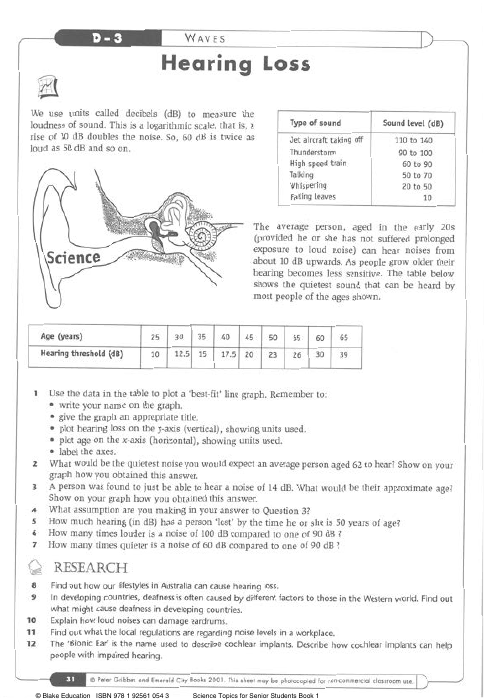 D - 3
WAVES
Hearing Loss
We use units called decibels (dB) to measure the
loudness of sound. This is a logarithmic scale, that is, a
rise of 10 dB doubles the noise. So, 60 dB is twice as
loud as 50 dB and so on.
Type of sound Sound level (dB)
Jet aircraft taking off 110 to 140
Thunderstorm 90 to 100
High speed train 60 to 90
Talking 50 to 70
Whispering 20 to 50
Falling leaves 10
Science
The average person, aged in the early 20s
(provided he or she has not suffered prolonged
exposure to loud noise) can hear noises from
about 10 dB upwards. As people grow older their
hearing becomes less sensitive. The table below
shows the quietest sound that can be heard by
most people of the ages shown.
Age (years) 25 30 35 40 45 50 55 60 65
Hearing threshold (dB) 10 12.5 15 17.5 20 23 26 30 39
1 Use the data in the table to plot a 'best-fit' line graph. Remember to:
• write your name on the graph.
• give the graph an appropriate title.
• plot hearing loss on the y-axis (vertical), showing units used.
• plot age on the x-axis (horizontal), showing units used.
• label the axes.
2 What would be the quietest noise you would expect an average person aged 62 to hear? Show on your
graph how you obtained this answer.
3 A person was found to just be able to hear a noise of 14 dB. What would be their approximate age?
Show on your graph how you obtained this answer.
4 What assumption are you making in your answer to Question 3?
5 How much hearing (in dB) has a person 'lost' by the time he or she is 50 years of age?
6 How many times louder is a noise of 100 dB compared to one of 90 dB ?
7 How many times quieter is a noise of 60 dB compared to one of 90 dB ?
RESEARCH
8 Find out how our lifestyles in Australia can cause hearing loss.
9 In developing countries, deafness is often caused by different factors to those in the Western world. Find out
what might cause deafness in developing countries.
10 Explain how loud noises can damage eardrums.
11 Find out what the local regulations are regarding noise levels in a workplace.
12 The 'Bionic Ear' is the name used to describe cochlear implants. Describe how cochlear implants can help
people with impaired hearing.
31 © Peter Gribben and Emerald City Books 2001. This sheet may be photocopied for non-commercial classroom use.
© Blake Education ISBN 978 1 92561 054 3 Science Topics for Senior Students Book 1